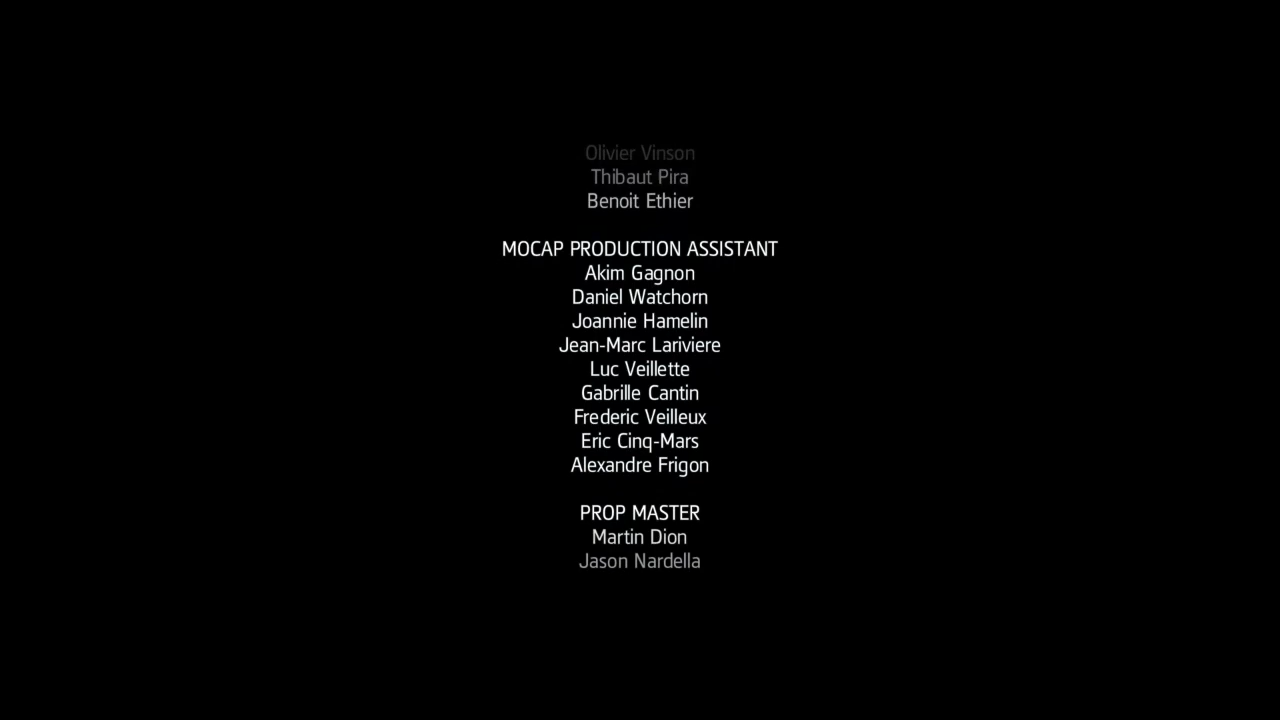 Olivier Vinson
Thibaut Pira
Benoit Ethier
MOCAP PRODUCTION ASSISTANT
Akim Gagnon
Daniel Watchorn
Joannie Hamelin
Jean-Marc Lariviere
Luc Veillette
Gabrille Cantin
Frederic Veilleux
Eric Cinq-Mars
Alexandre Frigon
PROP MASTER
Martin Dion
Jason Nardella